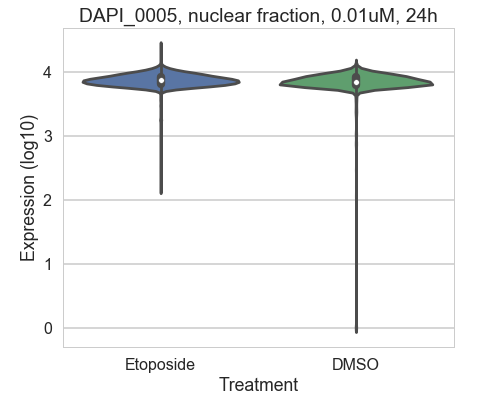 DAPI_0005, nuclear fraction, 0.01uM, 24h
Expression (log10)
4
3
2
1
0
Etoposide DMSO
Treatment